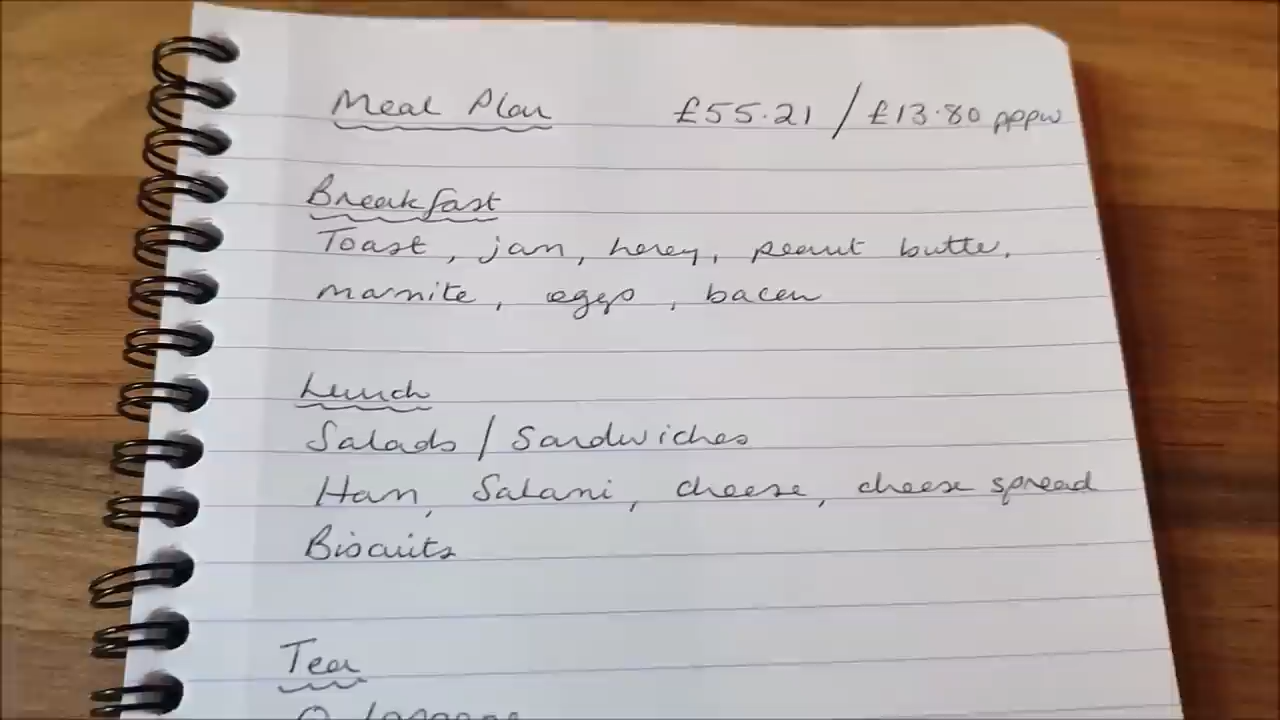 Meal Plan £55.21 / £13.80 pppw
Breakfast
Toast, jam, honey, peanut butter,
marmite, eggs, bacon
Lunch
Salads / Sandwiches
Ham, Salami, cheese, cheese spread
Biscuits
Tea